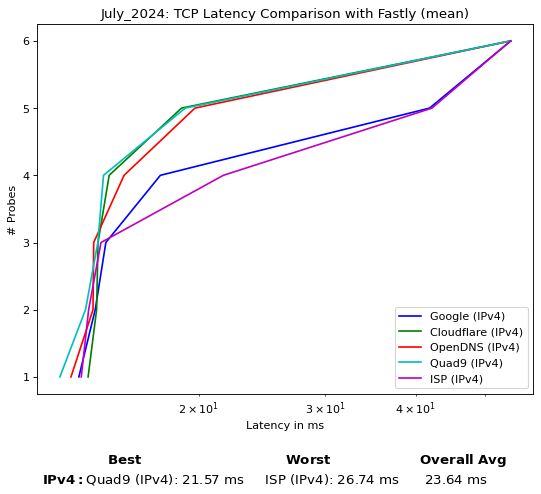 July_2024: TCP Latency Comparison with Fastly (mean)
6
5
4
3
2
1
# Probes
2 × 10¹
3 × 10¹
4 × 10¹
Latency in ms
Google (IPv4)
Cloudflare (IPv4)
OpenDNS (IPv4)
Quad9 (IPv4)
ISP (IPv4)
Best Worst Overall Avg
IPv4: Quad9 (IPv4): 21.57 ms ISP (IPv4): 26.74 ms 23.64 ms